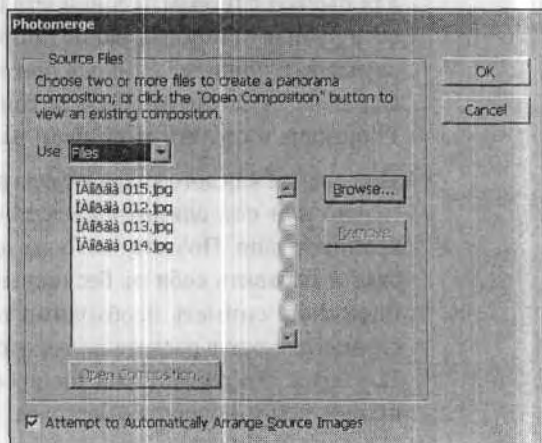 Photomerge
Source Files
Choose two or more files to create a panorama
composition, or click the "Open Composition" button to
view an existing composition.
Use Files
015.jpg
012.jpg
013.jpg
014.jpg
Browse...
Remove
Open Composition...
Attempt to Automatically Arrange Source Images
OK
Cancel